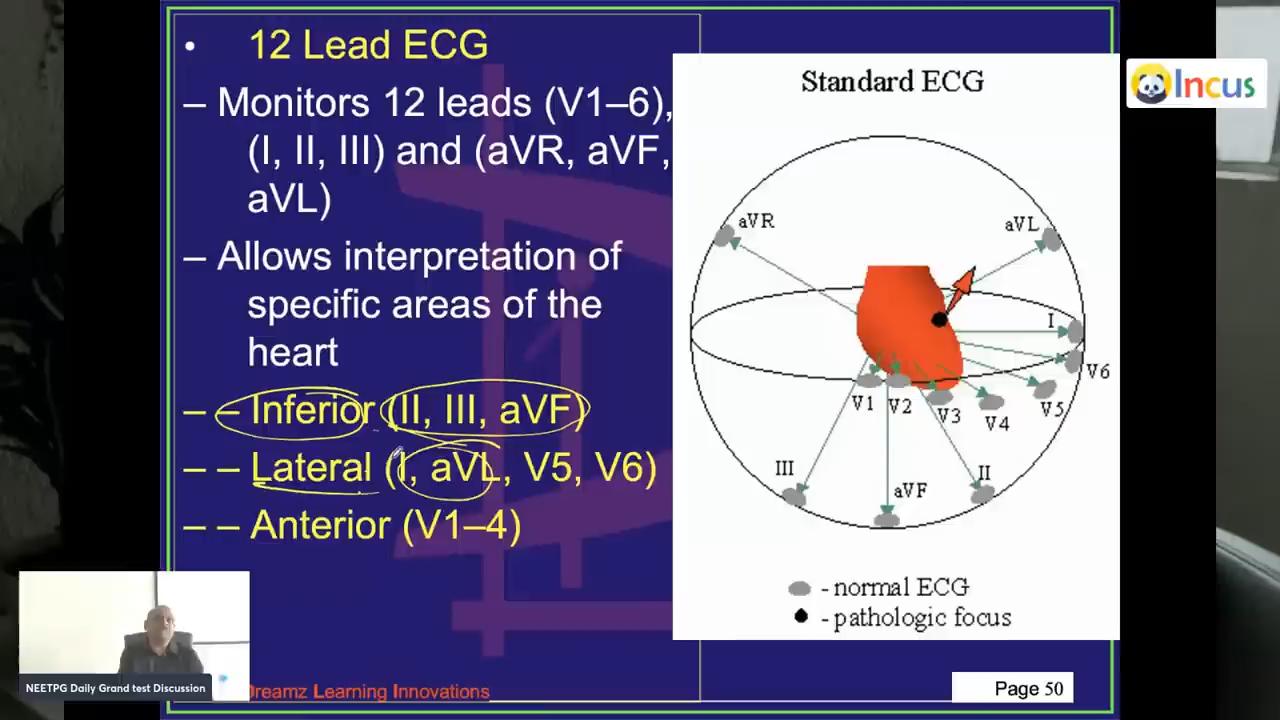 • 12 Lead ECG
– Monitors 12 leads (V1–6),
(I, II, III) and (aVR, aVF,
aVL)
– Allows interpretation of
specific areas of the
heart
– – Inferior (II, III, aVF)
– – Lateral (I, aVL, V5, V6)
– – Anterior (V1–4)
Standard ECG
aVR
aVL
I
V6
V5
V4
V3
V2
V1
III
aVF
II
- normal ECG
- pathologic focus
Incus
NEETPG Daily Grand test Discussion
Dreamz Learning Innovations
Page 50